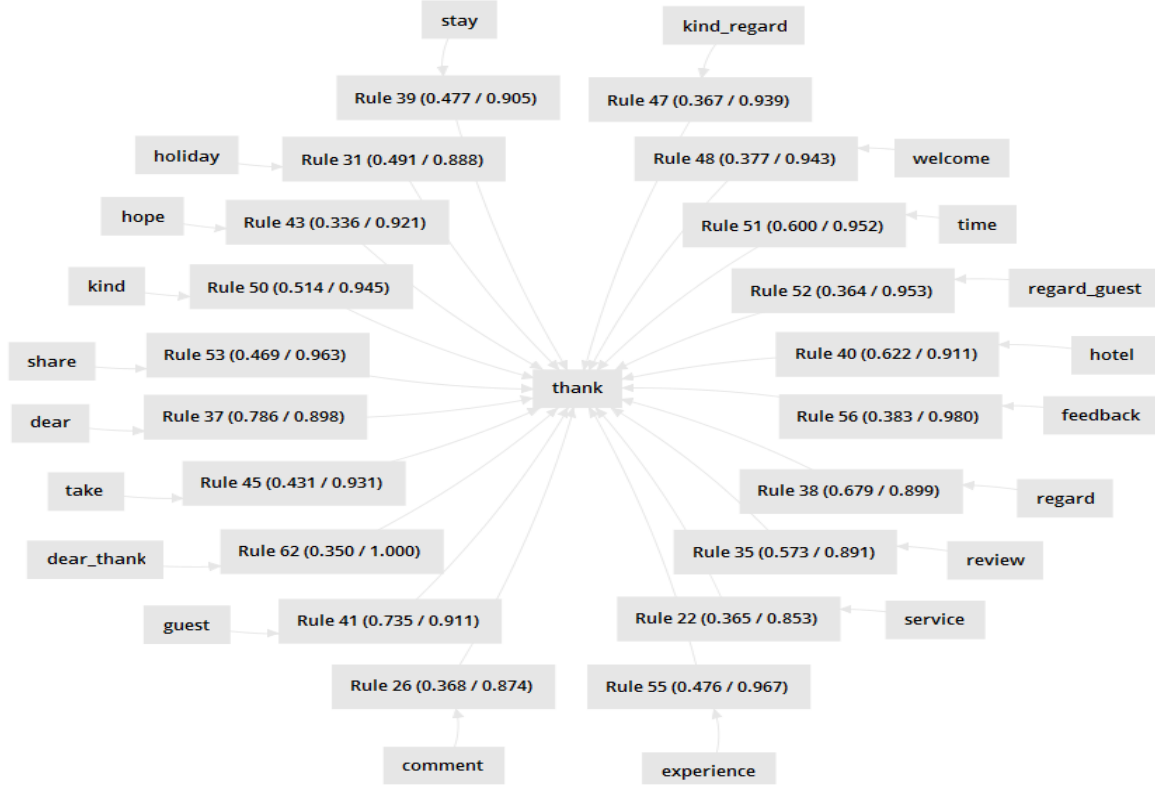 stay
kind_regard
Rule 39 (0.477 / 0.905)
Rule 47 (0.367 / 0.939)
holiday
Rule 31 (0.491 / 0.888)
Rule 48 (0.377 / 0.943)
welcome
hope
Rule 43 (0.336 / 0.921)
Rule 51 (0.600 / 0.952)
time
kind
Rule 50 (0.514 / 0.945)
Rule 52 (0.364 / 0.953)
regard_guest
share
Rule 53 (0.469 / 0.963)
Rule 40 (0.622 / 0.911)
hotel
thank
dear
Rule 37 (0.786 / 0.898)
Rule 56 (0.383 / 0.980)
feedback
take
Rule 45 (0.431 / 0.931)
Rule 38 (0.679 / 0.899)
regard
dear_thank
Rule 62 (0.350 / 1.000)
Rule 35 (0.573 / 0.891)
review
guest
Rule 41 (0.735 / 0.911)
Rule 22 (0.365 / 0.853)
service
Rule 26 (0.368 / 0.874)
Rule 55 (0.476 / 0.967)
comment
experience